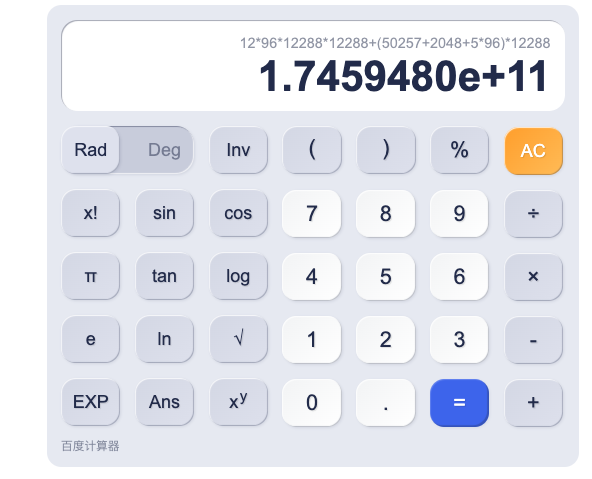 12*96*12288*12288+(50257+2048+5*96)*12288
1.7459480e+11
Rad Deg Inv ( ) % AC
x! sin cos 7 8 9 ÷
π tan log 4 5 6 ×
e ln √ 1 2 3 -
EXP Ans xʸ 0 . = +
百度计算器